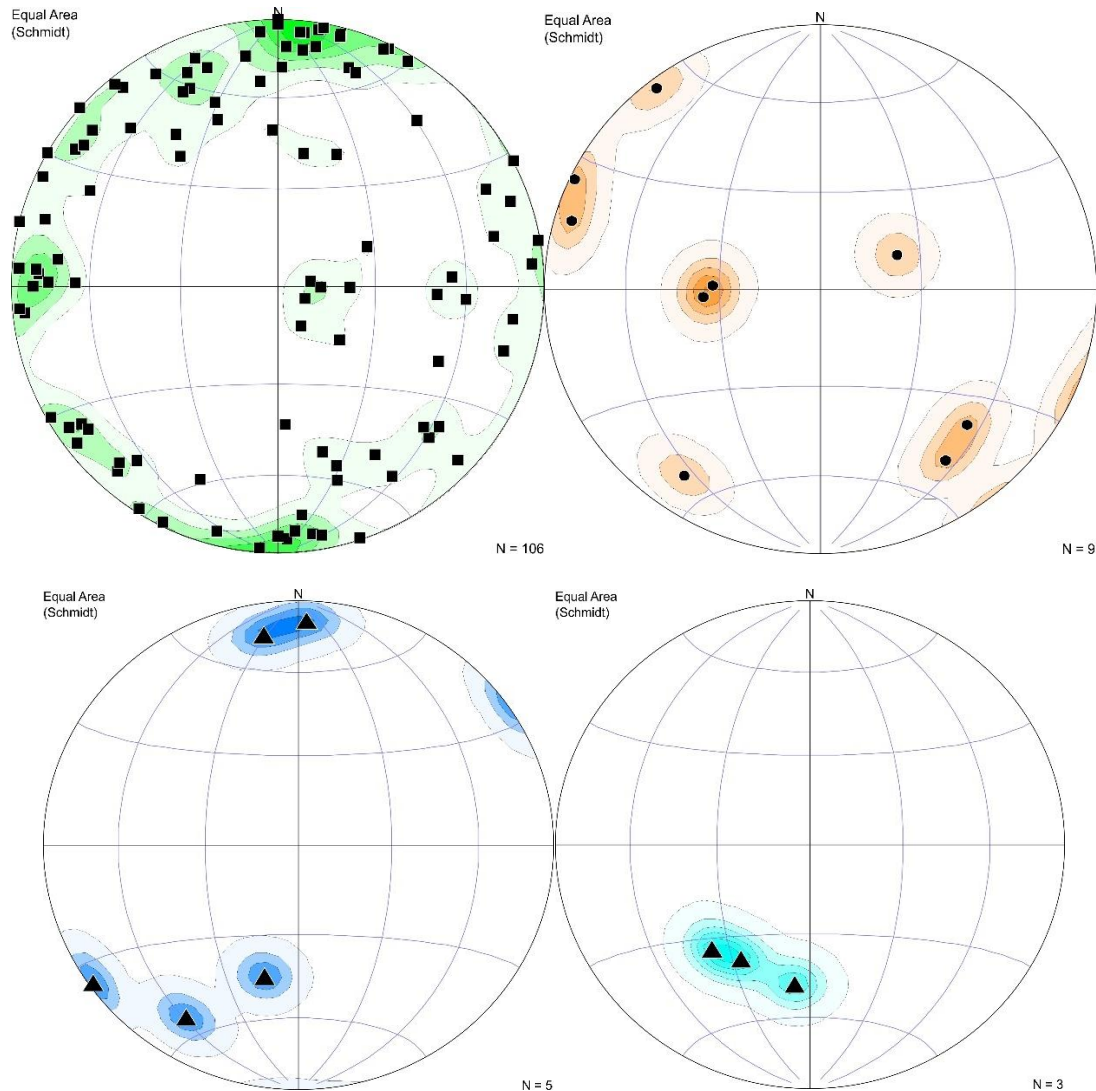 Equal Area
(Schmidt)
N
N = 106
Equal Area
(Schmidt)
N
N = 9
Equal Area
(Schmidt)
N
N = 5
Equal Area
(Schmidt)
N
N = 3